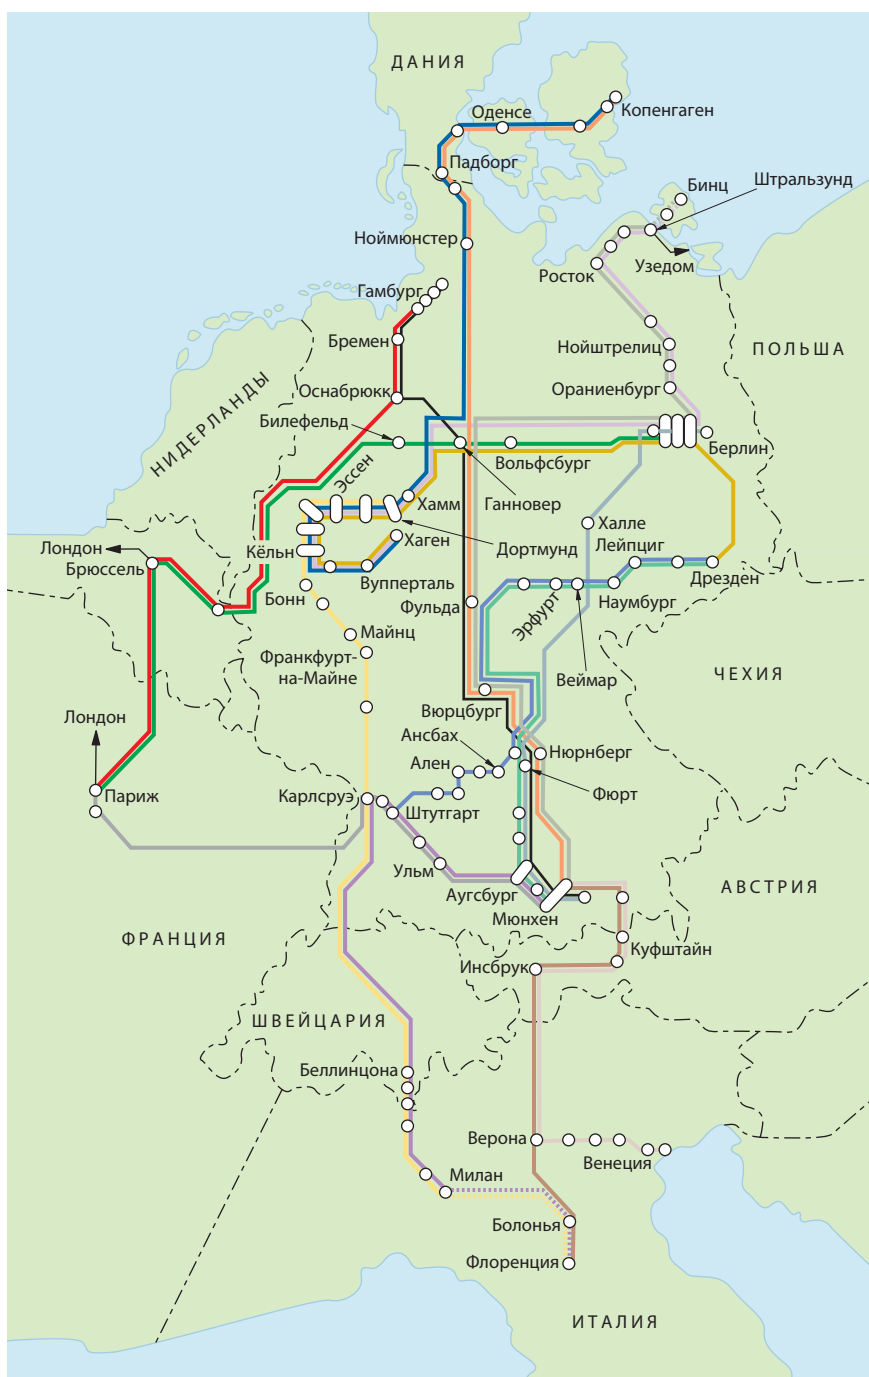 ДАНИЯ
Оденсе
Копенгаген
Падборг
Бинц
Штральзунд
Ноймюнстер
Узедом
Росток
Гамбург
Бремен
Нойштрелиц
ПОЛЬША
Ораниенбург
Оснабрюкк
НИДЕРЛАНДЫ
Билефельд
Берлин
Вольфсбург
Эссен
Хамм
Ганновер
Халле
Хаген
Дортмунд
Лейпциг
Лондон
Кёльн
Брюссель
Вупперталь
Дрезден
Бонн
Фульда
Эрфурт
Наумбург
Майнц
Франкфурт-
на-Майне
Веймар
ЧЕХИЯ
Лондон
Вюрцбург
Ансбах
Нюрнберг
Ален
Париж
Карлсруэ
Штутгарт
Фюрт
Ульм
Аугсбург
АВСТРИЯ
Мюнхен
ФРАНЦИЯ
Куфштайн
Инсбрук
ШВЕЙЦАРИЯ
Беллинцона
Верона
Венеция
Милан
Болонья
Флоренция
ИТАЛИЯ